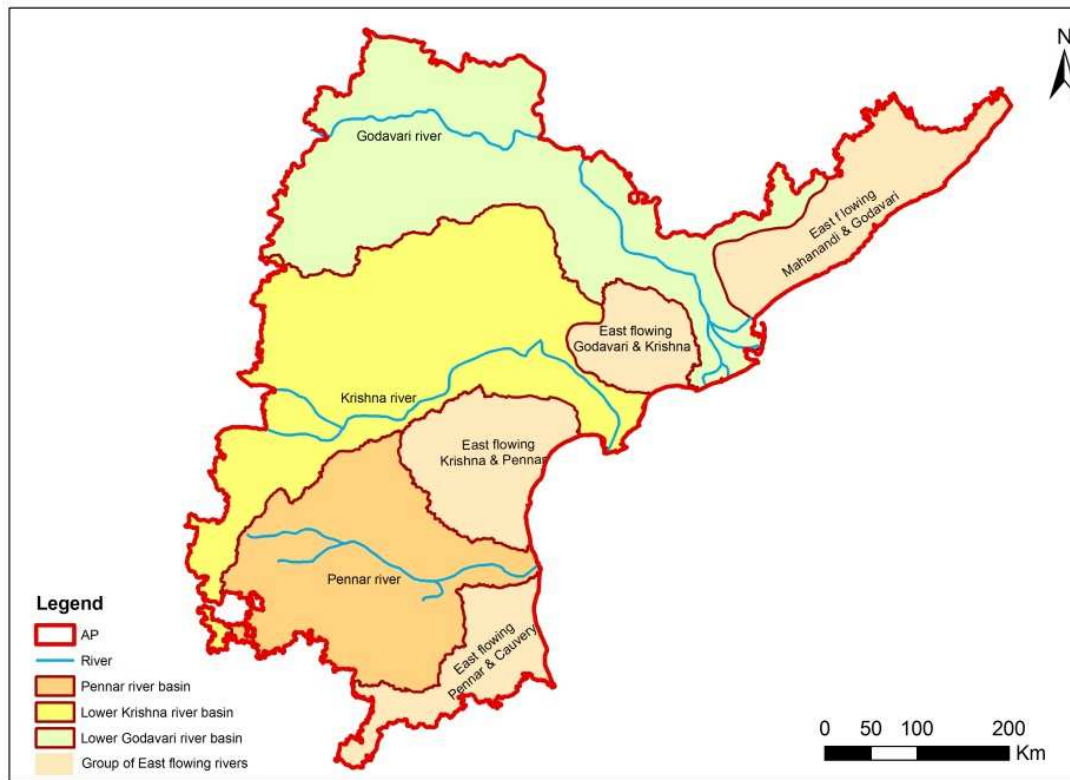 N
Godavari river
East f lowing
Mahanandi & Godavari
East flowing
Godavari & Krishna
Krishna river
East flowing
Krishna & Pennar
Pennar river
East flowing
Pennar & Cauvery
Legend
AP
River
Pennar river basin
Lower Krishna river basin
Lower Godavari river basin
Group of East flowing rivers
0 50 100 200
Km